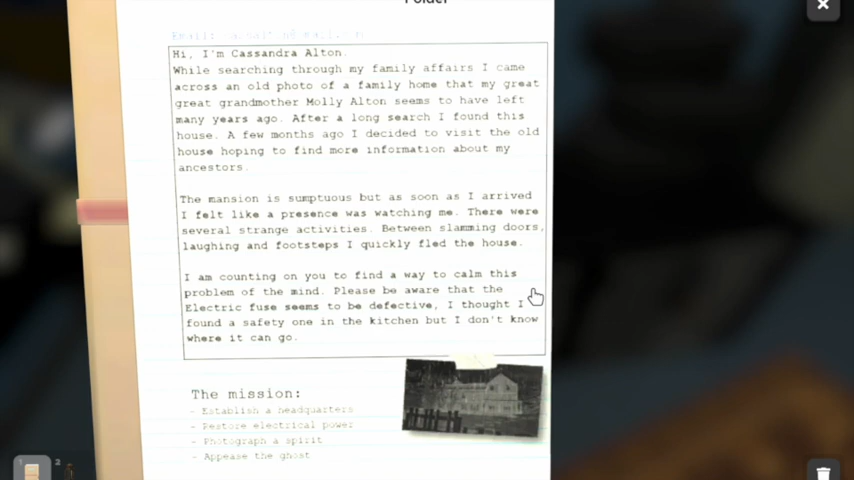 Folder
Email:
Hi, I'm Cassandra Alton.
While searching through my family affairs I came
across an old photo of a family home that my great
great grandmother Molly Alton seems to have left
many years ago. After a long search I found this
house. A few months ago I decided to visit the old
house hoping to find more information about my
ancestors.
The mansion is sumptuous but as soon as I arrived
I felt like a presence was watching me. There were
several strange activities. Between slamming doors,
laughing and footsteps I quickly fled the house.
I am counting on you to find a way to calm this
problem of the mind. Please be aware that the
Electric fuse seems to be defective, I thought I
found a safety one in the kitchen but I don't know
where it can go.
The mission:
- Establish a headquarters
- Restore electrical power
- Photograph a spirit
- Appease the ghost
1 2